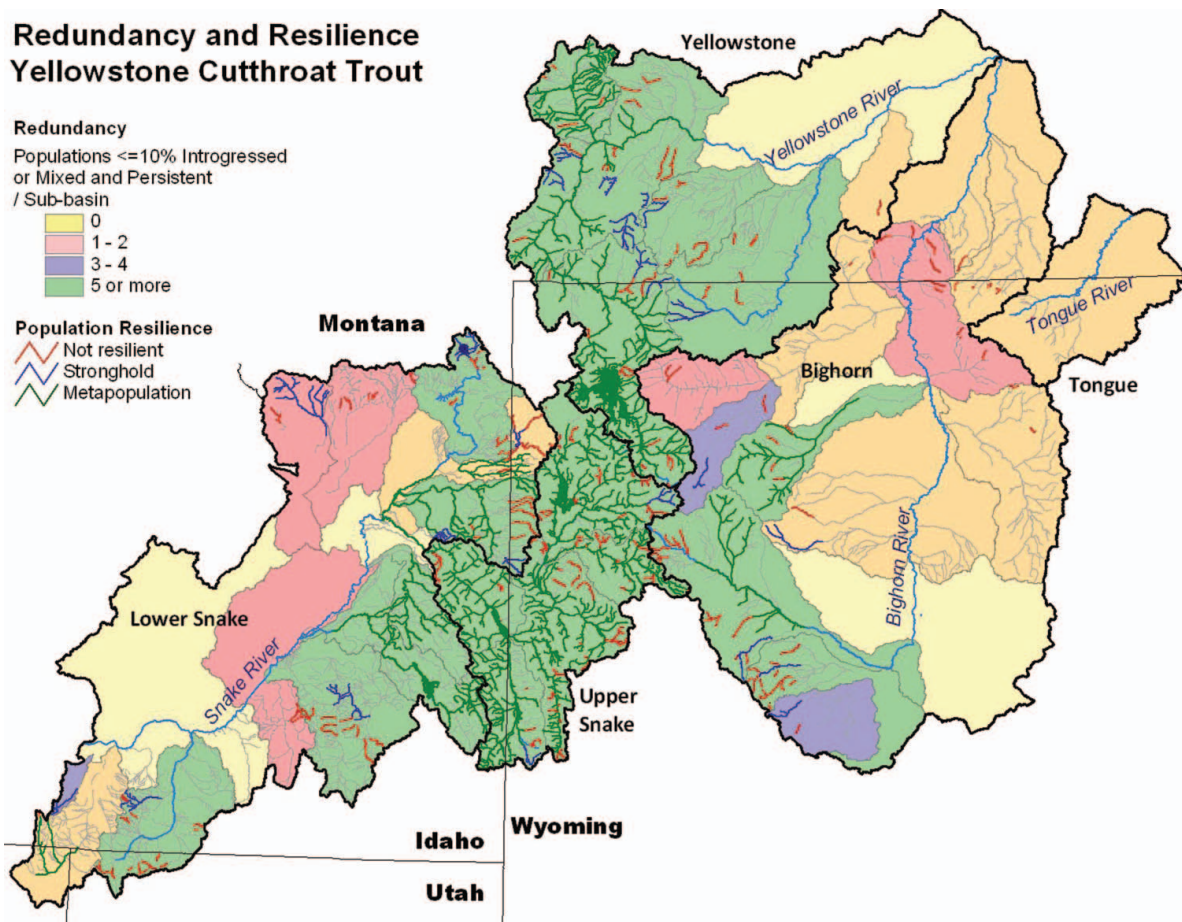 Redundancy and Resilience
Yellowstone Cutthroat Trout
Redundancy
Populations <=10% Introgressed
or Mixed and Persistent
/ Sub-basin
0
1 - 2
3 - 4
5 or more
Population Resilience
Not resilient
Stronghold
Metapopulation
Yellowstone
Yellowstone River
Montana
Tongue River
Bighorn
Tongue
Lower Snake
Bighorn River
Snake River
Upper
Snake
Idaho
Wyoming
Utah